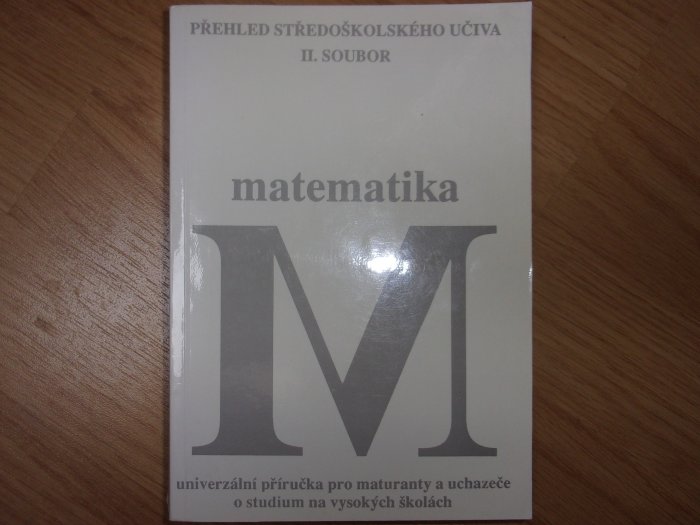 PŘEHLED STŘEDOŠKOLSKÉHO UČIVA
II. SOUBOR
matematika
M
univerzální příručka pro maturanty a uchazeče
o studium na vysokých školách